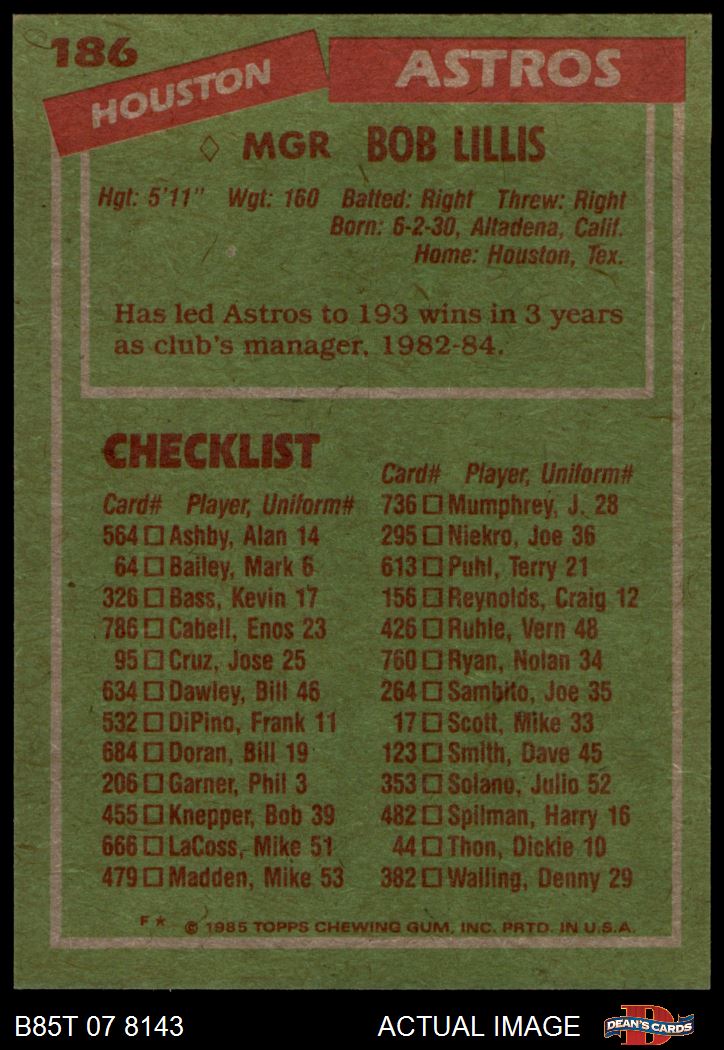 186
HOUSTON ASTROS
MGR BOB LILLIS
Hgt: 5'11" Wgt: 160 Batted: Right Threw: Right
Born: 6-2-30, Altadena, Calif.
Home: Houston, Tex.
Has led Astros to 193 wins in 3 years
as club's manager, 1982-84.
CHECKLIST
Card# Player, Uniform#
564 Ashby, Alan 14
64 Bailey, Mark 6
326 Bass, Kevin 17
786 Cabell, Enos 23
95 Cruz, Jose 25
634 Dawley, Bill 46
532 DiPino, Frank 11
684 Doran, Bill 19
206 Garner, Phil 3
455 Knepper, Bob 39
666 LaCoss, Mike 51
479 Madden, Mike 53
Card# Player, Uniform#
736 Mumphrey, J. 28
295 Niekro, Joe 36
613 Puhl, Terry 21
156 Reynolds, Craig 12
426 Ruhle, Vern 48
760 Ryan, Nolan 34
264 Sambito, Joe 35
17 Scott, Mike 33
123 Smith, Dave 45
353 Solano, Julio 52
482 Spilman, Harry 16
44 Thon, Dickie 10
382 Walling, Denny 29
F* © 1985 TOPPS CHEWING GUM, INC. PRTD. IN U.S.A.
B85T 07 8143 ACTUAL IMAGE DEAN'S CARDS